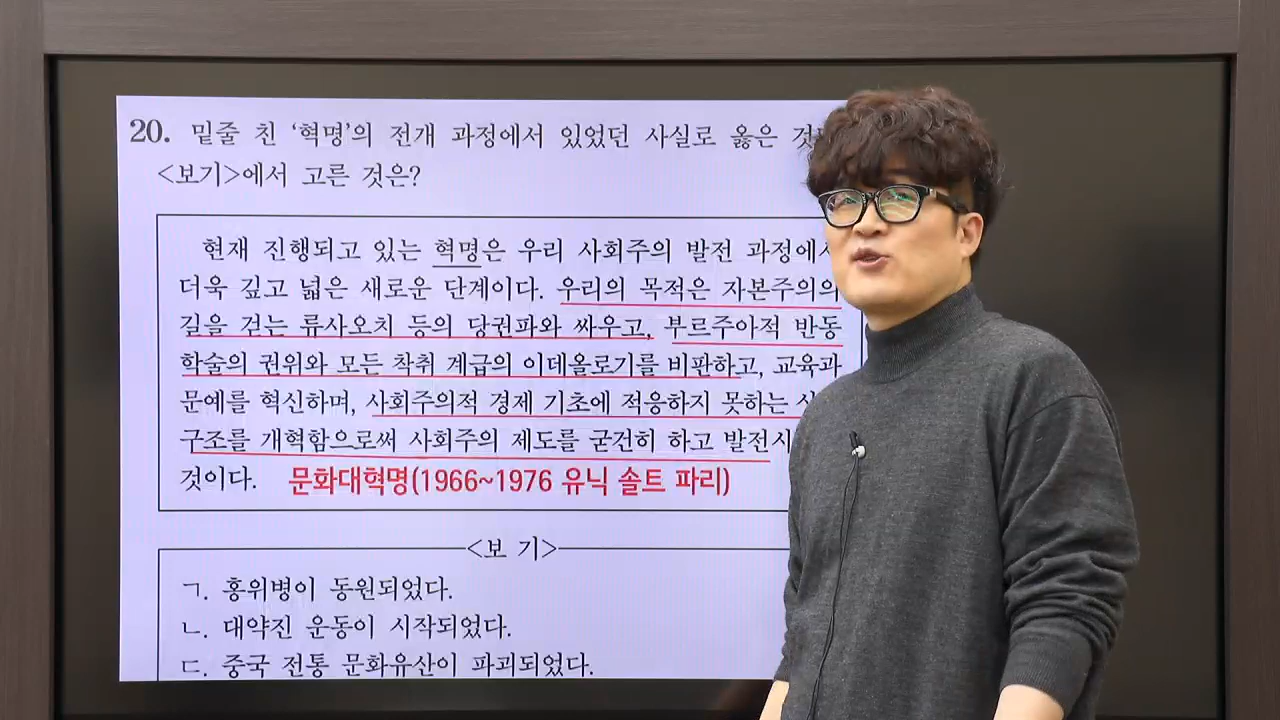 20. 밑줄 친 ‘혁명’의 전개 과정에서 있었던 사실로 옳은 것만
<보기>에서 고른 것은?
현재 진행되고 있는 혁명은 우리 사회주의 발전 과정에서
더욱 깊고 넓은 새로운 단계이다. 우리의 목적은 자본주의의
길을 걷는 류사오치 등의 당권파와 싸우고, 부르주아적 반동
학술의 권위와 모든 착취 계급의 이데올로기를 비판하고, 교육과
문예를 혁신하며, 사회주의적 경제 기초에 적응하지 못하는
구조를 개혁함으로써 사회주의 제도를 굳건히 하고 발전시
것이다. 문화대혁명(1966~1976 유닉 솔트 파리)
<보 기>
ㄱ. 홍위병이 동원되었다.
ㄴ. 대약진 운동이 시작되었다.
ㄷ. 중국 전통 문화유산이 파괴되었다.